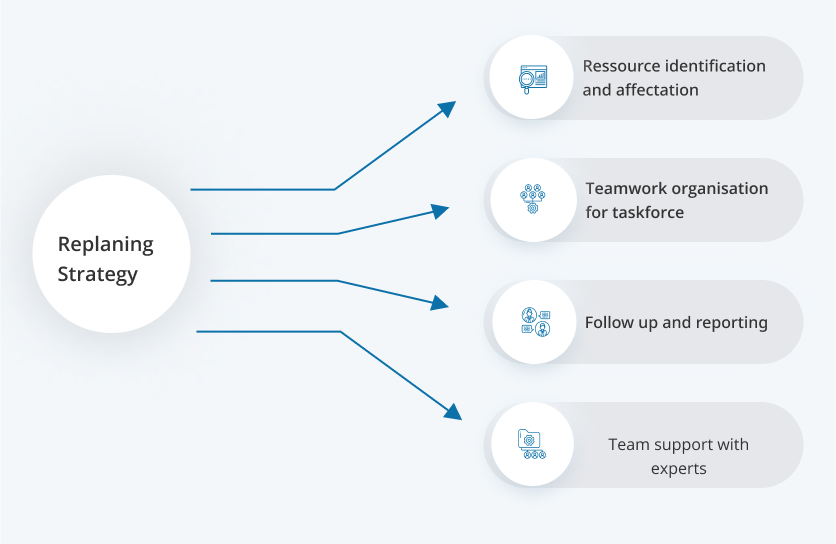 Replaning
Strategy
Ressource identification
and affectation
Teamwork organisation
for taskforce
Follow up and reporting
Team support with
experts